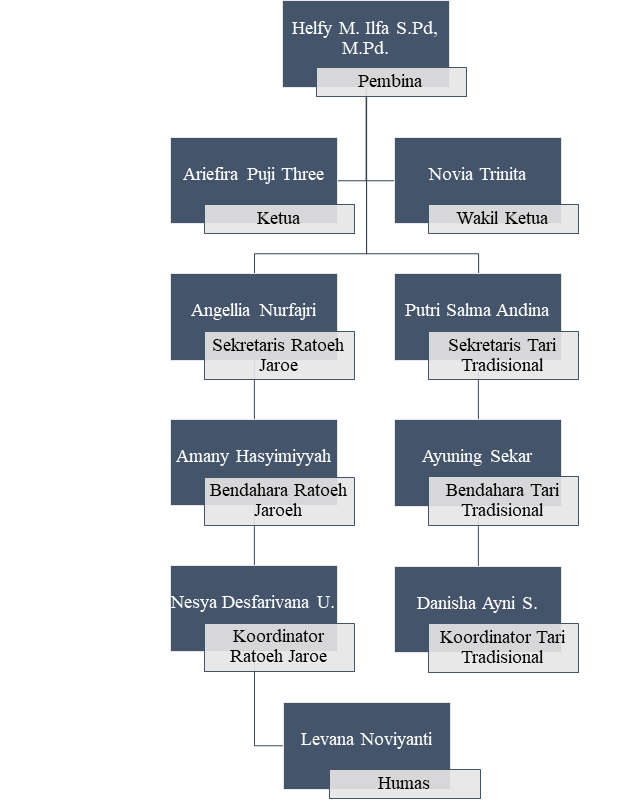 Helfy M. Ilfa S.Pd,
M.Pd.
Pembina
Ariefira Puji Three
Ketua
Novia Trinita
Wakil Ketua
Angellia Nurfajri
Sekretaris Ratoeh
Jaroe
Putri Salma Andina
Sekretaris Tari
Tradisional
Amany Hasyimiyyah
Bendahara Ratoeh
Jaroeh
Ayuning Sekar
Bendahara Tari
Tradisional
Nesya Desfarivana U.
Koordinator
Ratoeh Jaroe
Danisha Ayni S.
Koordinator Tari
Tradisional
Levana Noviyanti
Humas